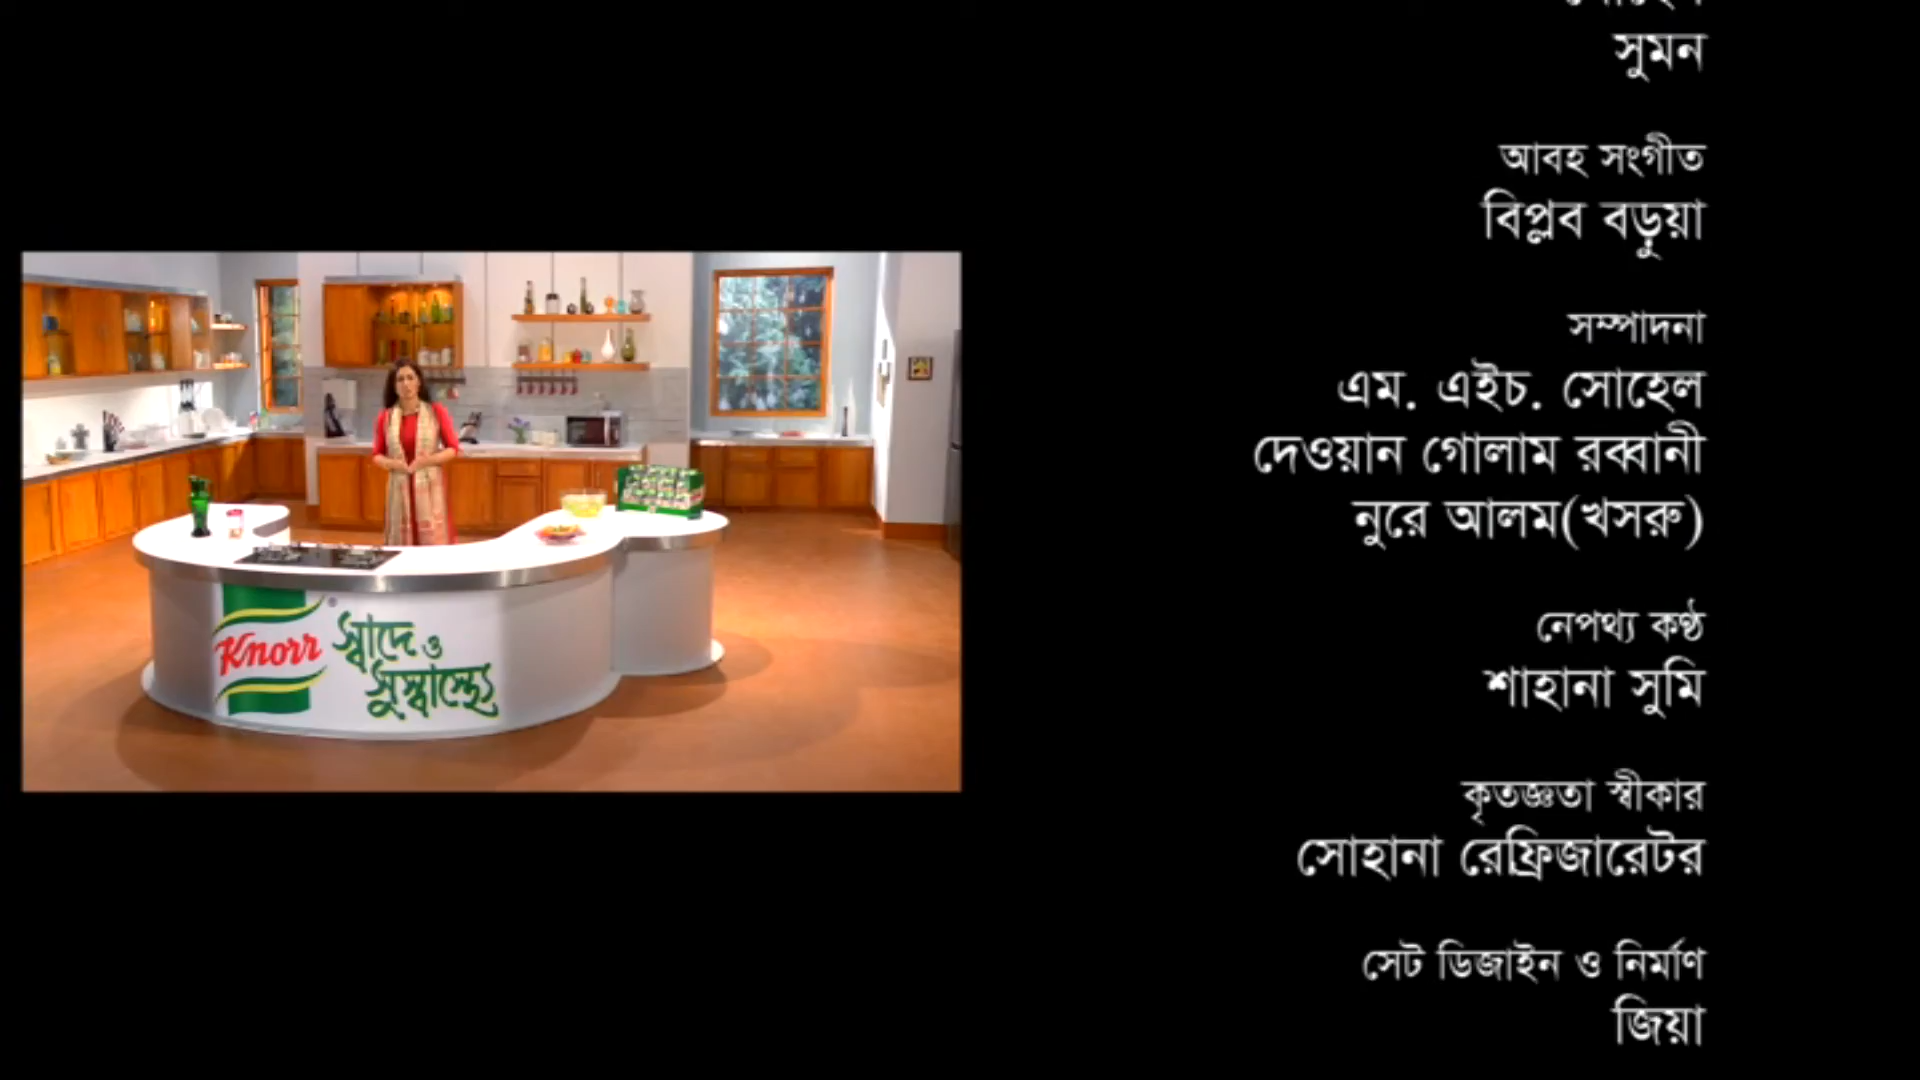 সুমন
আবহ সংগীত
বিপ্লব বড়ুয়া
সম্পাদনা
এম. এইচ. সোহেল
দেওয়ান গোলাম রব্বানী
নুরে আলম(খসরু)
নেপথ্য কণ্ঠ
শাহানা সুমি
কৃতজ্ঞতা স্বীকার
সোহানা রেফ্রিজারেটর
সেট ডিজাইন ও নির্মাণ
জিয়া
Knorr
স্বাদে ও
সুস্বাস্থ্যে